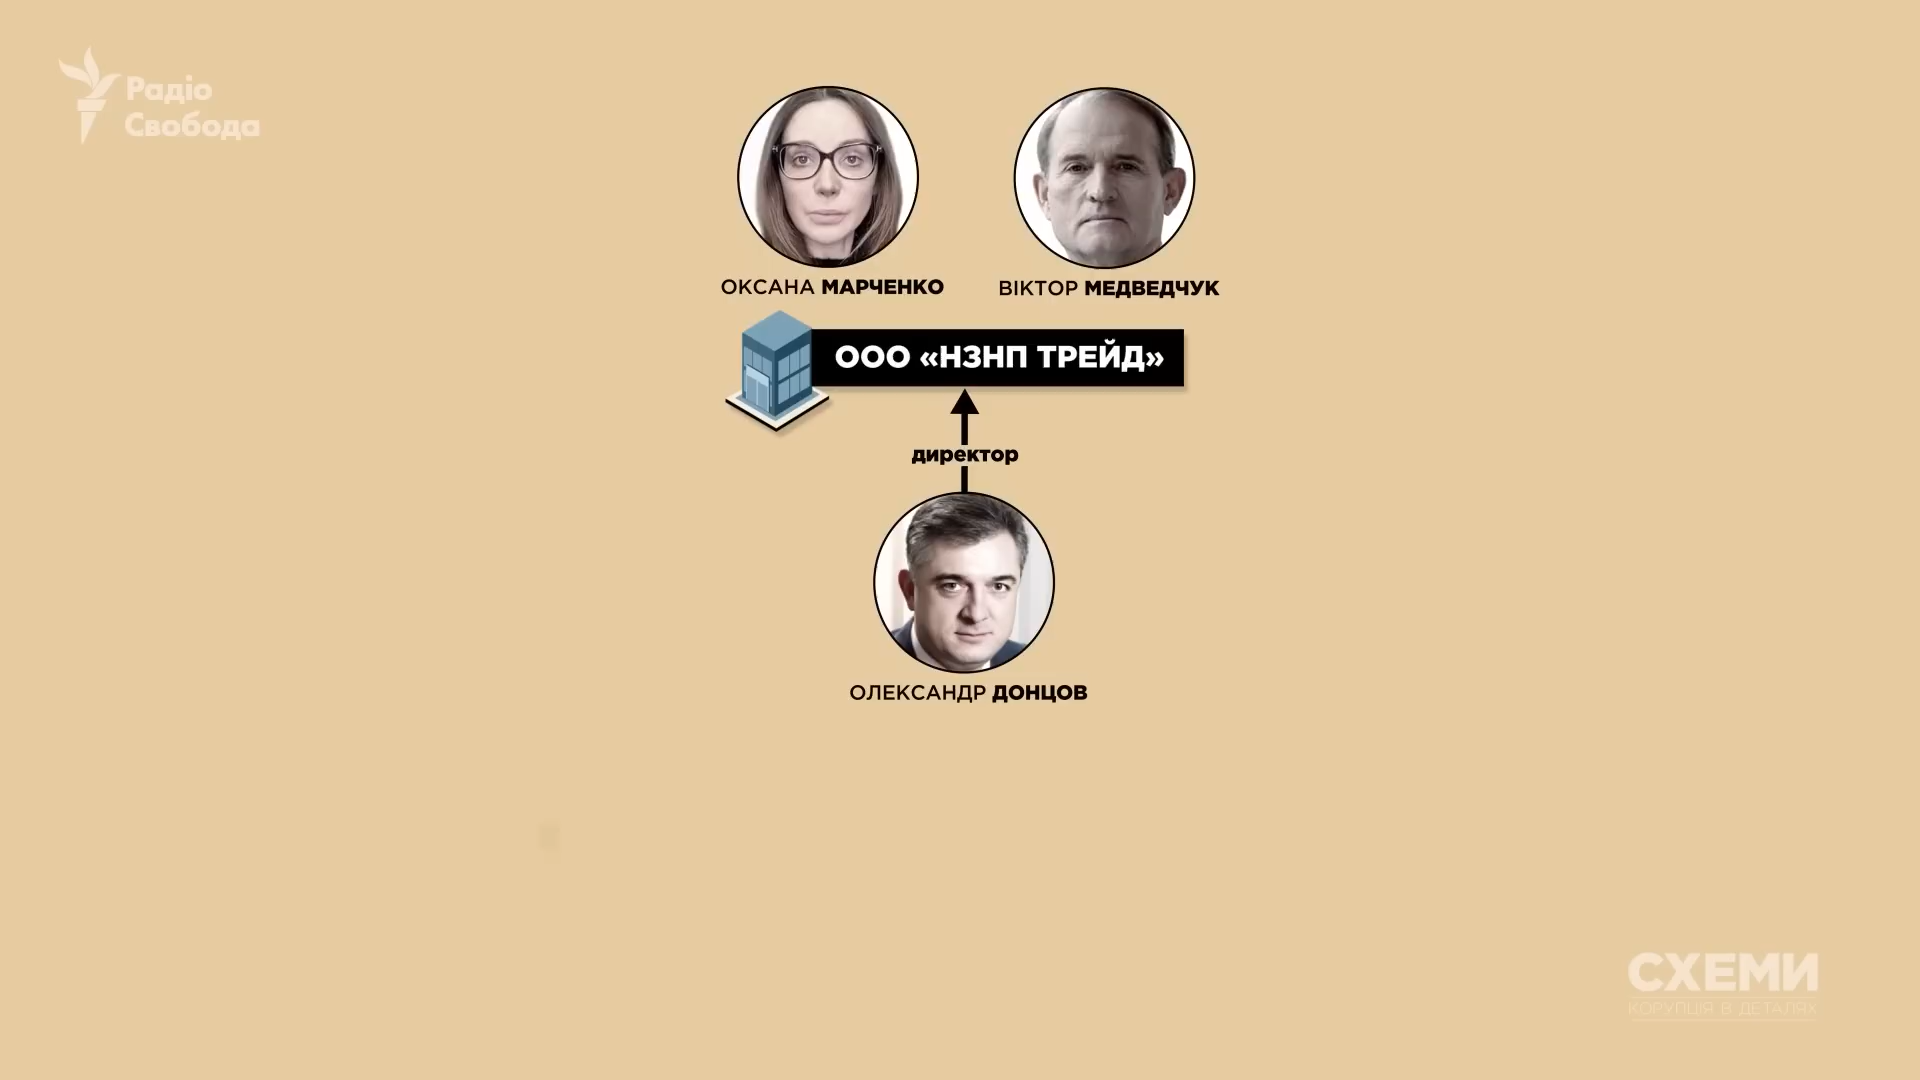 Радіо
Свобода
ОКСАНА МАРЧЕНКО
ВІКТОР МЕДВЕДЧУК
ООО «НЗНП ТРЕЙД»
директор
ОЛЕКСАНДР ДОНЦОВ
СХЕМИ
КОРУПЦІЯ В ДЕТАЛЯХ